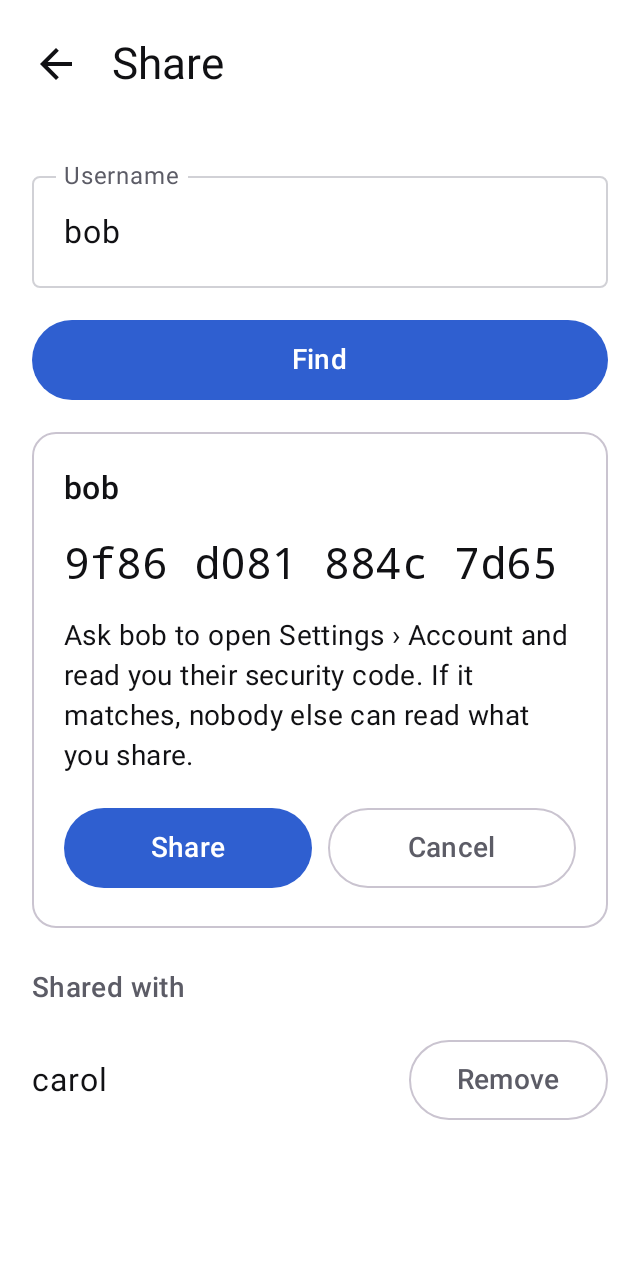 Share
Username
bob
Find
bob
9f86 d081 884c 7d65
Ask bob to open Settings › Account and
read you their security code. If it
matches, nobody else can read what
you share.
Share
Cancel
Shared with
carol
Remove